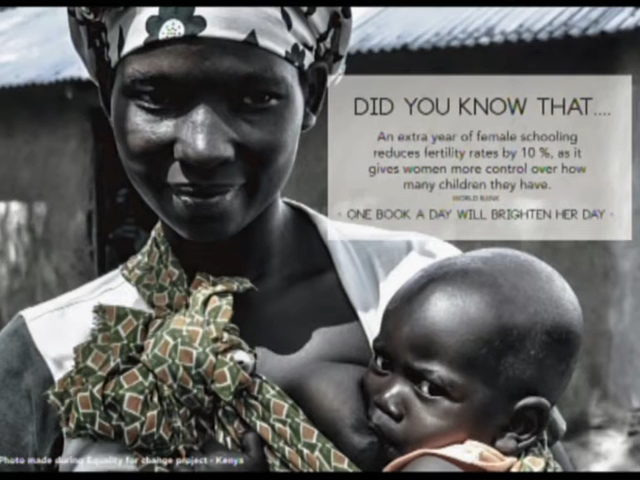 DID YOU KNOW THAT....
An extra year of female schooling
reduces fertility rates by 10 %, as it
gives women more control over how
many children they have.
WORLD BANK
· ONE BOOK A DAY WILL BRIGHTEN HER DAY ·
Photo made during Equality for change project - Kenya